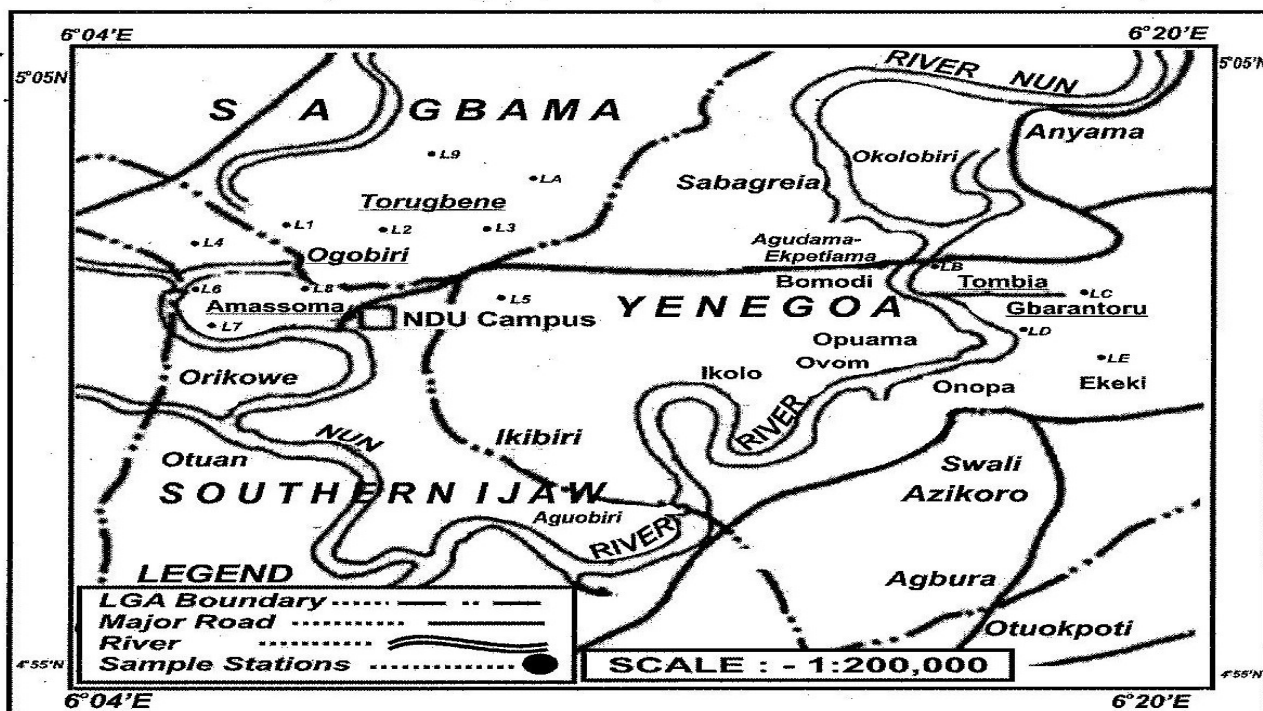 6°04'E
6°20'E
5°05N
5°05'N
RIVER NUN
S A GBAMA
Anyama
L9
Okolobiri
LA
Sabagreia
Torugbene
L1
L2
L3
L4
Agudama-
Ekpetiama
Ogobiri
LB
Bomodi
Tombia
L6
L8
L5
LC
Amassoma
YENEGOA
Gbarantoru
L7
NDU Campus
LD
Opuama
Ovom
LE
Orikowe
Ikolo
Onopa
Ekeki
RIVER
NUN
Ikibiri
Otuan
Swali
SOUTHERN IJAW
Azikoro
Aguobiri
RIVER
LEGEND
Agbura
LGA Boundary
Major Road
River
Otuokpoti
Sample Stations
SCALE : - 1:200,000
4°55'N
4°55'N
6°04'E
6°20'E